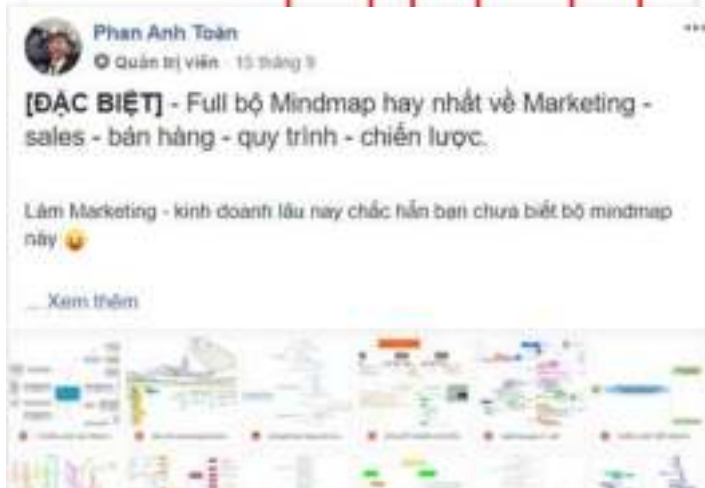 Phan Anh Toàn
Quản trị viên · 15 tháng 9
[ĐẶC BIỆT] - Full bộ Mindmap hay nhất về Marketing -
sales - bán hàng - quy trình - chiến lược.
Làm Marketing - kinh doanh lâu nay chắc hẳn bạn chưa biết bộ mindmap
này
... Xem thêm